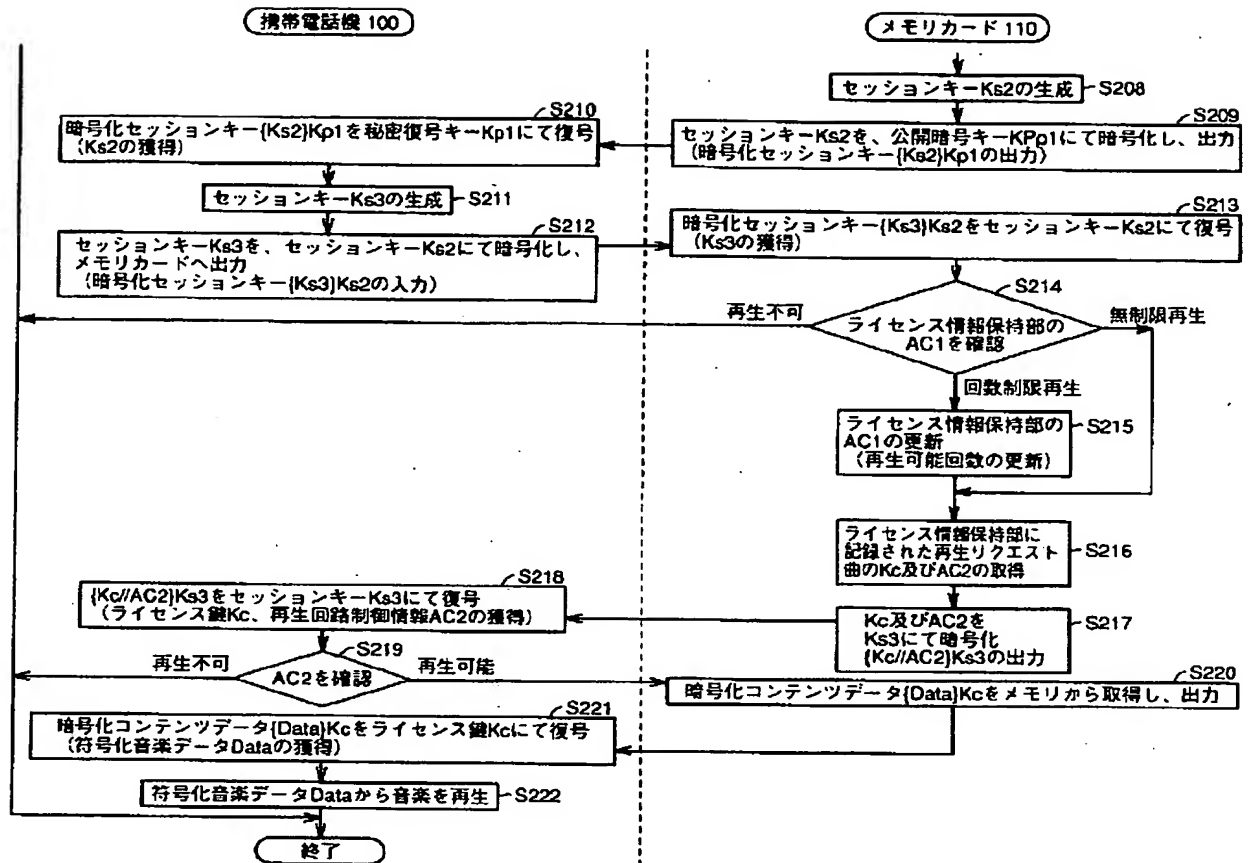 携帯電話機 100
メモリカード 110
セッションキーKs2の生成
S208
S209
セッションキーKs2を、公開暗号キーKPp1にて暗号化し、出力
(暗号化セッションキー{Ks2}Kp1の出力)
S210
暗号化セッションキー{Ks2}Kp1を秘密復号キーKp1にて復号
(Ks2の獲得)
セッションキーKs3の生成
S211
S212
セッションキーKs3を、セッションキーKs2にて暗号化し、
メモリカードへ出力
(暗号化セッションキー{Ks3}Ks2の入力)
S213
暗号化セッションキー{Ks3}Ks2をセッションキーKs2にて復号
(Ks3の獲得)
S214
再生不可
ライセンス情報保持部の
AC1を確認
無制限再生
回数制限再生
ライセンス情報保持部の
AC1の更新
(再生可能回数の更新)
S215
ライセンス情報保持部に
記録された再生リクエスト
曲のKc及びAC2の取得
S216
Kc及びAC2を
Ks3にて暗号化
{Kc//AC2}Ks3の出力
S217
S218
{Kc//AC2}Ks3をセッションキーKs3にて復号
(ライセンス鍵Kc、再生回路制御情報AC2の獲得)
S219
再生不可
AC2を確認
再生可能
S220
暗号化コンテンツデータ{Data}Kcをメモリから取得し、出力
S221
暗号化コンテンツデータ{Data}Kcをライセンス鍵Kcにて復号
(符号化音楽データDataの獲得)
符号化音楽データDataから音楽を再生
S222
終了